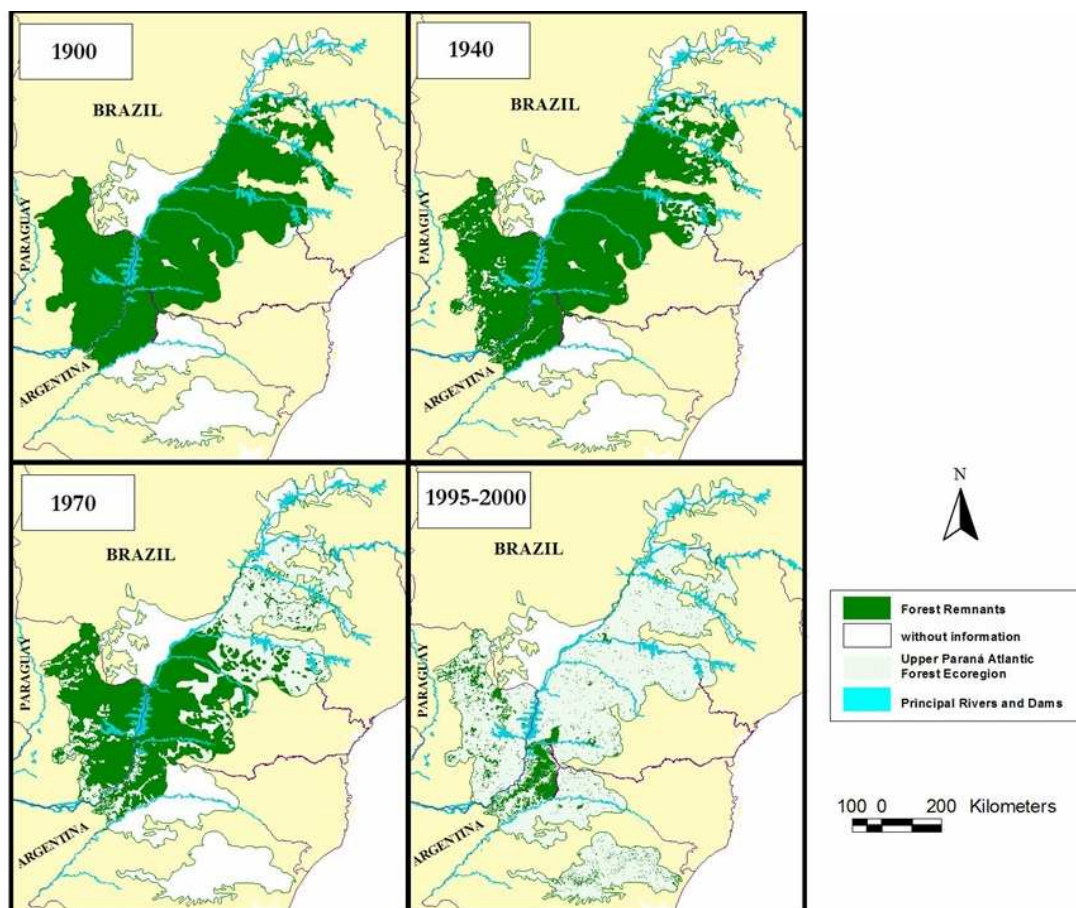 1900
BRAZIL
PARAGUAY
ARGENTINA
1940
BRAZIL
PARAGUAY
ARGENTINA
1970
BRAZIL
PARAGUAY
ARGENTINA
1995-2000
BRAZIL
PARAGUAY
ARGENTINA
N
Forest Remnants
without information
Upper Paraná Atlantic
Forest Ecoregion
Principal Rivers and Dams
100 0 200 Kilometers